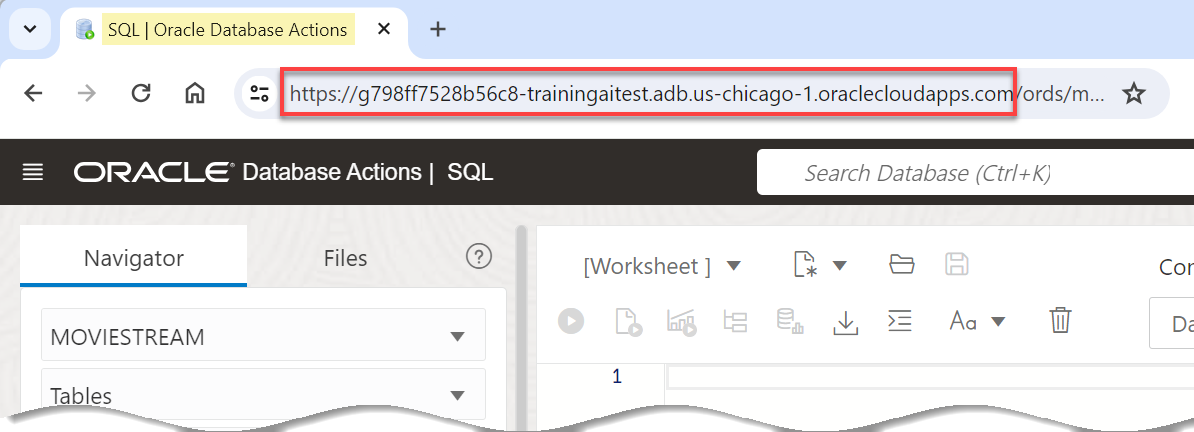 SQL | Oracle Database Actions
https://g798ff7528b56c8-trainingaitest.adb.us-chicago-1.oraclecloudapps.com/ords/m...
ORACLE Database Actions | SQL
Search Database (Ctrl+K)
Navigator
Files
?
[Worksheet ]
Con
Aa
Da
MOVIESTREAM
1
Tables